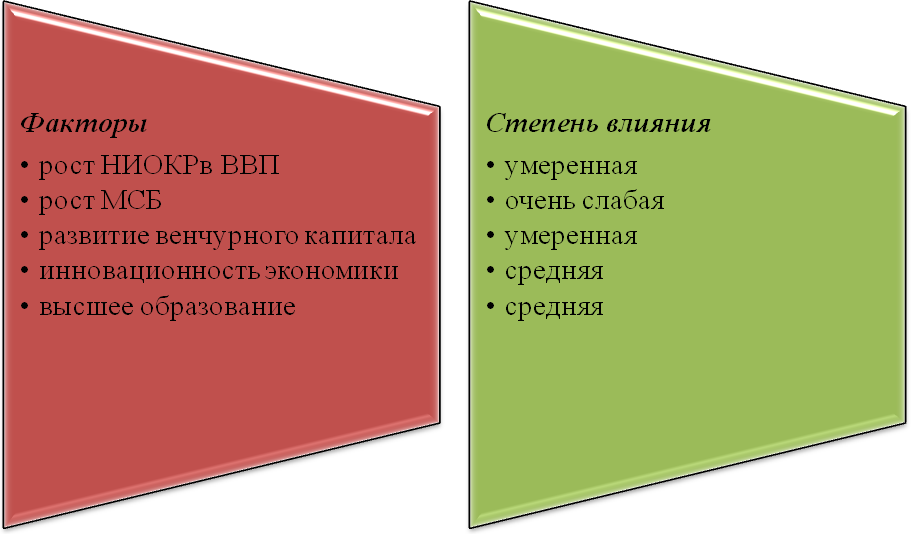 Факторы
• рост НИОКРв ВВП
• рост МСБ
• развитие венчурного капитала
• инновационность экономики
• высшее образование
Степень влияния
• умеренная
• очень слабая
• умеренная
• средняя
• средняя